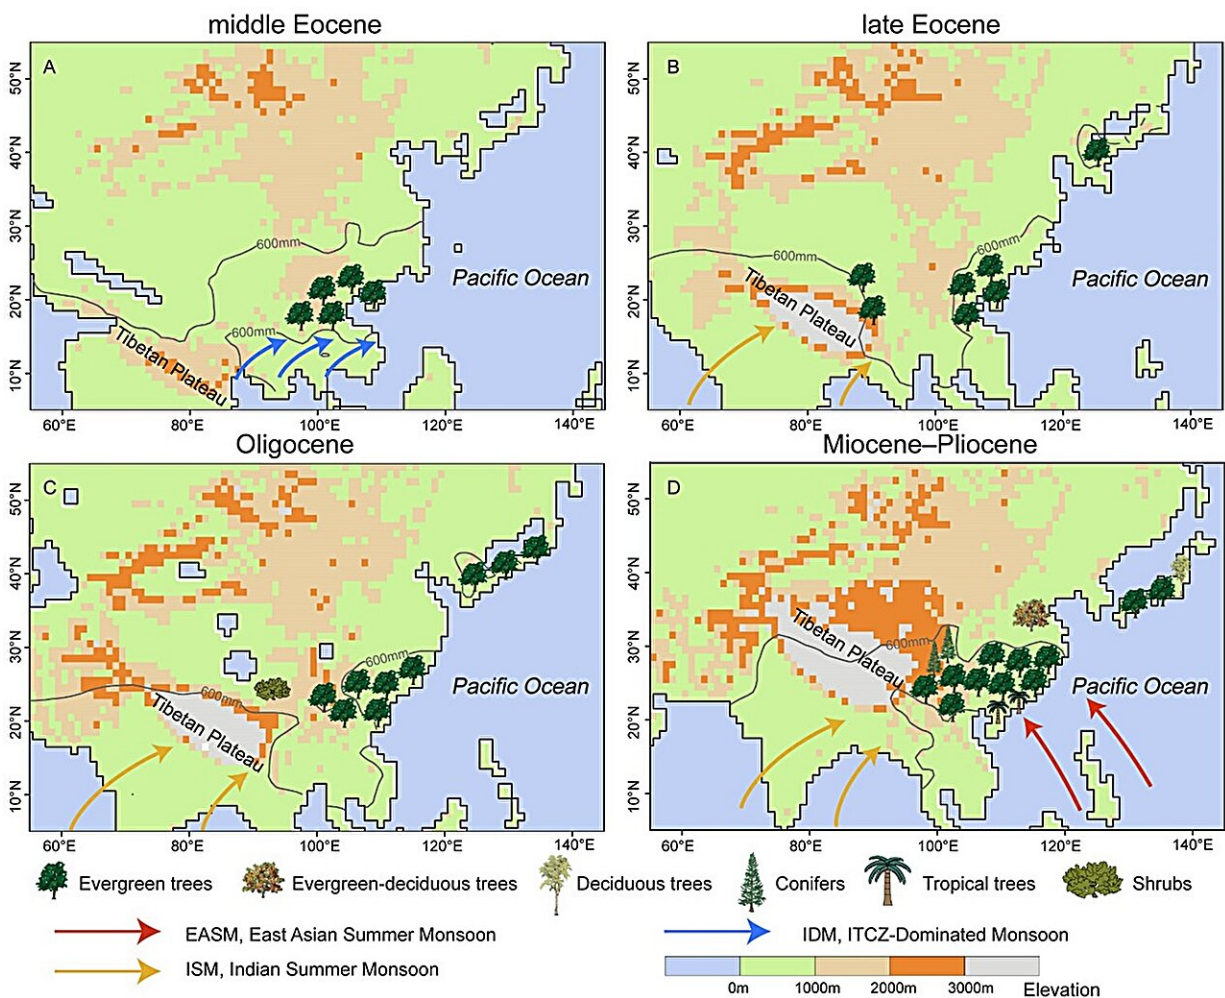 middle Eocene
late Eocene
A
50°N
40°N
30°N
20°N
10°N
600mm
600mm
Pacific Ocean
Tibetan Plateau
60°E
80°E
100°E
120°E
140°E
B
50°N
40°N
30°N
20°N
10°N
600mm
600mm
Pacific Ocean
Tibetan Plateau
60°E
80°E
100°E
120°E
140°E
Oligocene
Miocene–Pliocene
C
50°N
40°N
30°N
20°N
10°N
600mm
600mm
Pacific Ocean
Tibetan Plateau
60°E
80°E
100°E
120°E
140°E
D
50°N
40°N
30°N
20°N
10°N
600mm
Pacific Ocean
Tibetan Plateau
60°E
80°E
100°E
120°E
140°E
Evergreen trees
Evergreen-deciduous trees
Deciduous trees
Conifers
Tropical trees
Shrubs
EASM, East Asian Summer Monsoon
IDM, ITCZ-Dominated Monsoon
ISM, Indian Summer Monsoon
0m
1000m
2000m
3000m
Elevation